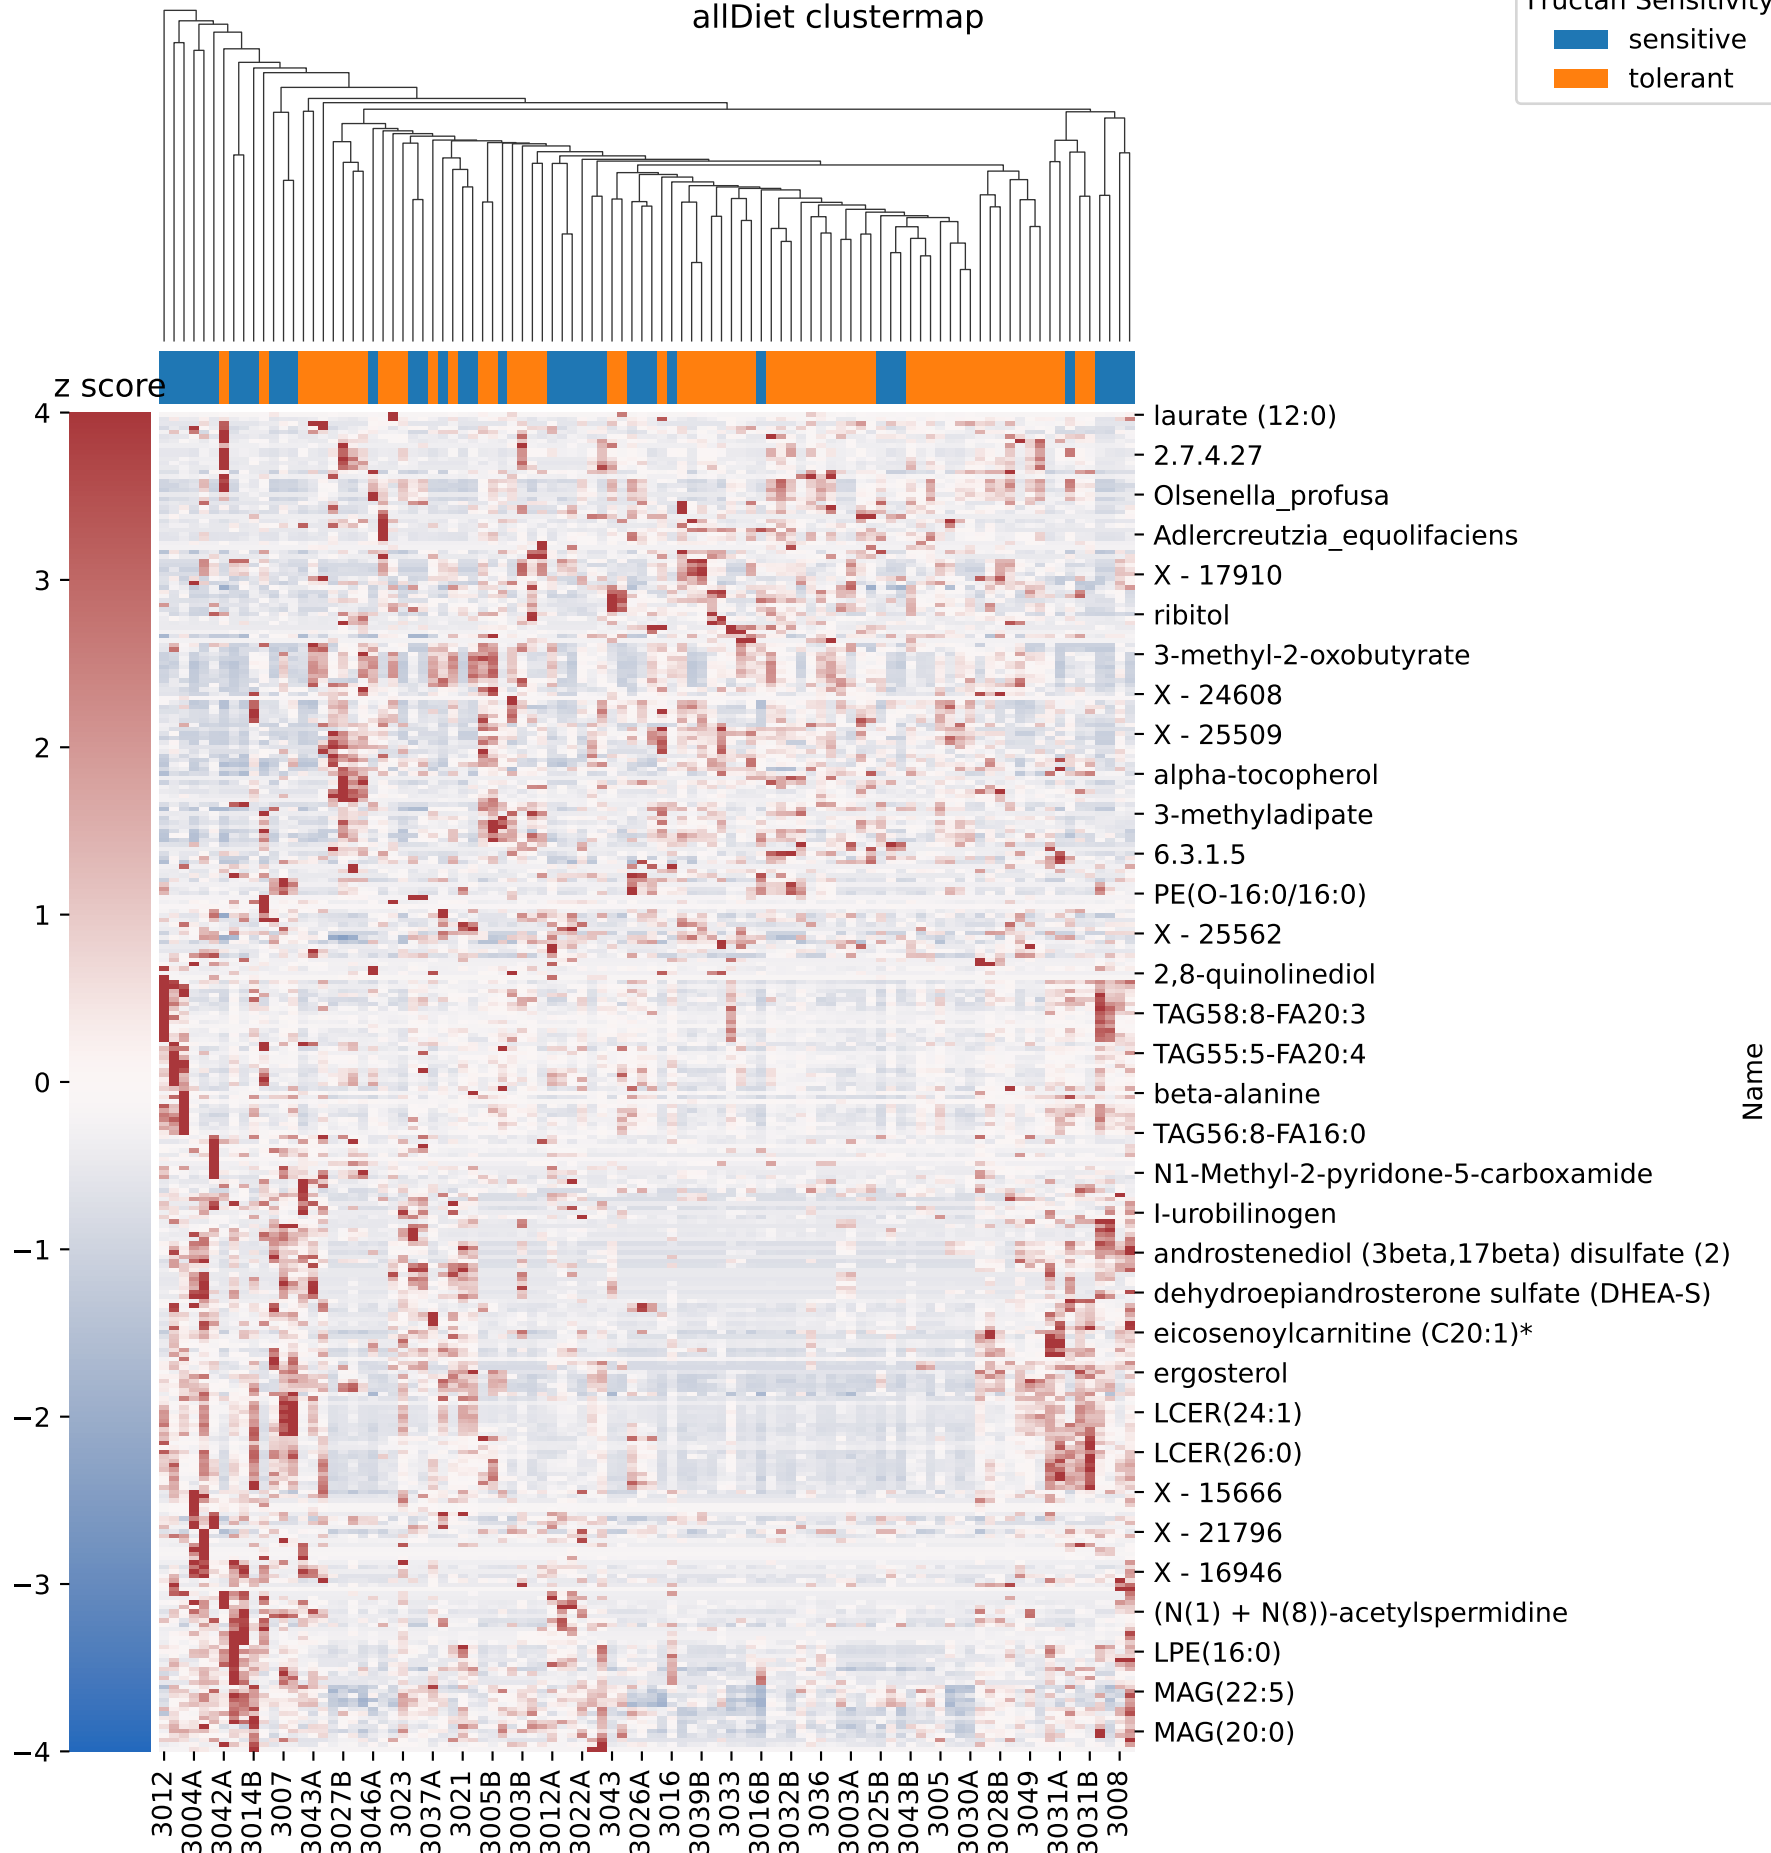 allDiet clustermap
Fructan Sensitivity
sensitive
tolerant
z score
4
3
2
1
0
−1
−2
−3
−4
laurate (12:0)
2.7.4.27
Olsenella_profusa
Adlercreutzia_equolifaciens
X - 17910
ribitol
3-methyl-2-oxobutyrate
X - 24608
X - 25509
alpha-tocopherol
3-methyladipate
6.3.1.5
PE(O-16:0/16:0)
X - 25562
2,8-quinolinediol
TAG58:8-FA20:3
TAG55:5-FA20:4
beta-alanine
TAG56:8-FA16:0
N1-Methyl-2-pyridone-5-carboxamide
I-urobilinogen
androstenediol (3beta,17beta) disulfate (2)
dehydroepiandrosterone sulfate (DHEA-S)
eicosenoylcarnitine (C20:1)*
ergosterol
LCER(24:1)
LCER(26:0)
X - 15666
X - 21796
X - 16946
(N(1) + N(8))-acetylspermidine
LPE(16:0)
MAG(22:5)
MAG(20:0)
Name
3012
3004A
3042A
3014B
3007
3043A
3027B
3046A
3023
3037A
3021
3005B
3003B
3012A
3022A
3043
3026A
3016
3039B
3033
3016B
3032B
3036
3003A
3025B
3043B
3005
3030A
3028B
3049
3031A
3031B
3008